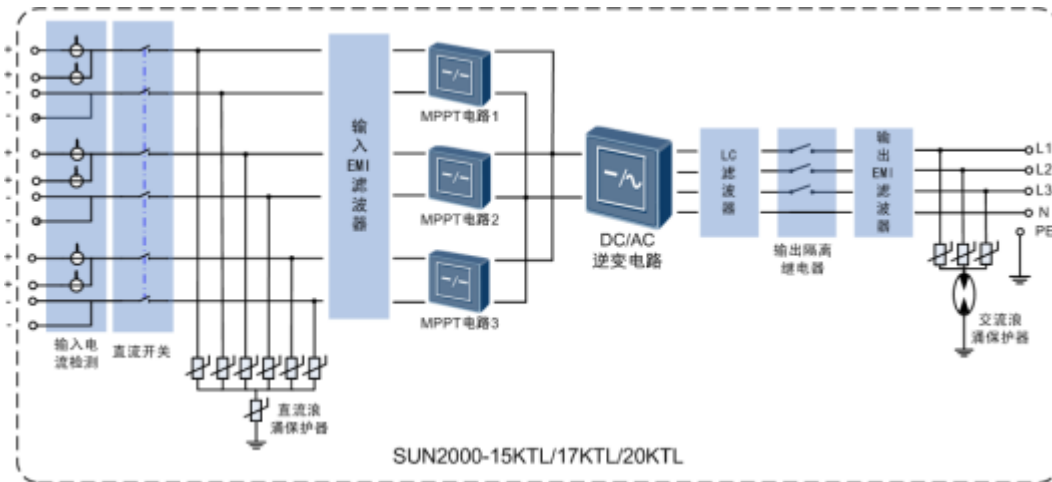 +
+
-
-
+
+
-
-
+
+
-
-
输入电
流检测
直流开关
直流浪
涌保护器
输
入
EMI
滤
波
器
MPPT电路1
MPPT电路2
MPPT电路3
DC/AC
逆变电路
LC
滤
波
器
输出隔离
继电器
输
出
EMI
滤
波
器
L1
L2
L3
N
PE
交流浪
涌保护器
SUN2000-15KTL/17KTL/20KTL